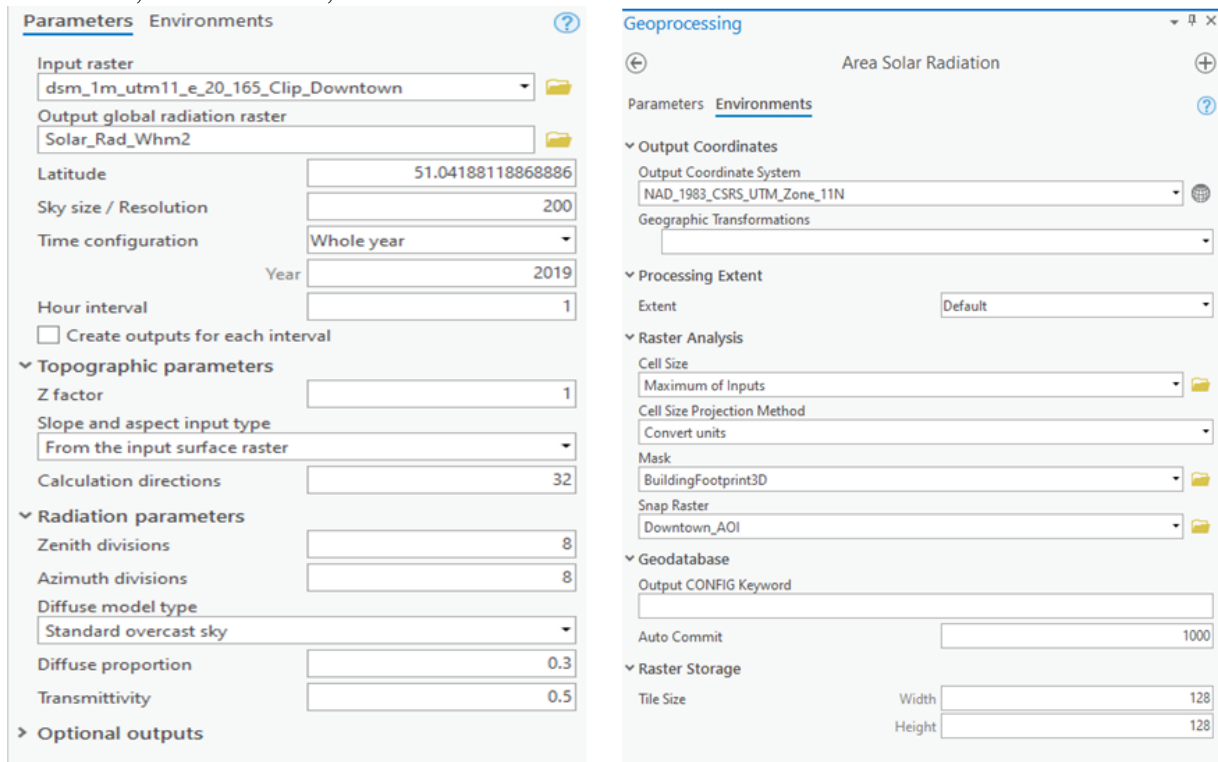 Parameters Environments
Input raster
dsm_1m_utm11_e_20_165_Clip_Downtown
Output global radiation raster
Solar_Rad_Whm2
Latitude 51.04188118868886
Sky size / Resolution 200
Time configuration Whole year
Year 2019
Hour interval 1
Create outputs for each interval
Topographic parameters
Z factor 1
Slope and aspect input type
From the input surface raster
Calculation directions 32
Radiation parameters
Zenith divisions 8
Azimuth divisions 8
Diffuse model type
Standard overcast sky
Diffuse proportion 0.3
Transmittivity 0.5
Optional outputs
Geoprocessing
Area Solar Radiation
Parameters Environments
Output Coordinates
Output Coordinate System
NAD_1983_CSRS_UTM_Zone_11N
Geographic Transformations
Processing Extent
Extent Default
Raster Analysis
Cell Size
Maximum of Inputs
Cell Size Projection Method
Convert units
Mask
BuildingFootprint3D
Snap Raster
Downtown_AOI
Geodatabase
Output CONFIG Keyword
Auto Commit 1000
Raster Storage
Tile Size Width 128
Height 128